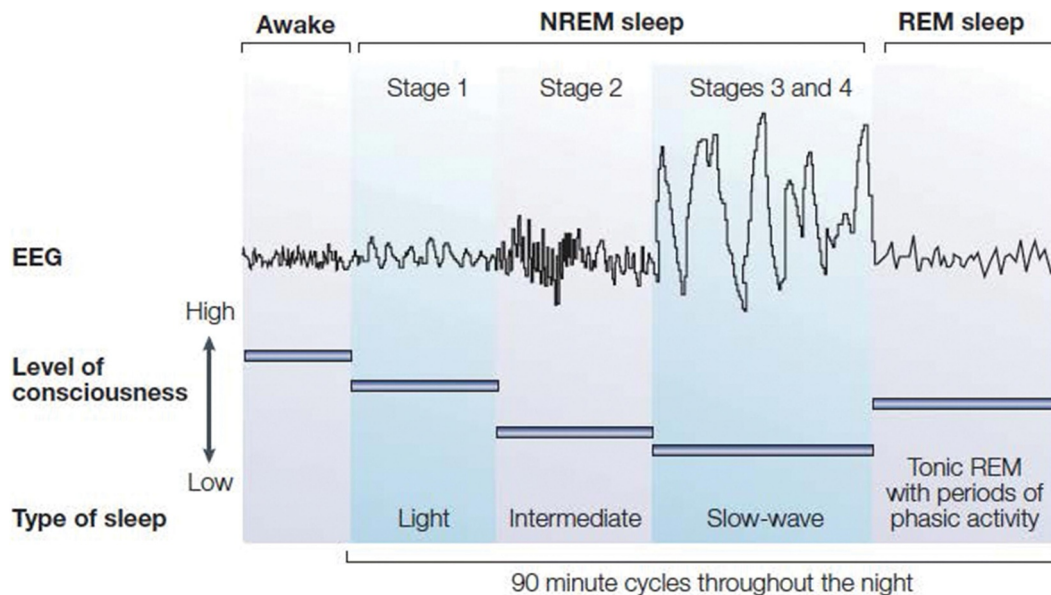 Awake
NREM sleep
REM sleep
Stage 1
Stage 2
Stages 3 and 4
EEG
High
Level of
consciousness
Low
Type of sleep
Light
Intermediate
Slow-wave
Tonic REM
with periods of
phasic activity
90 minute cycles throughout the night